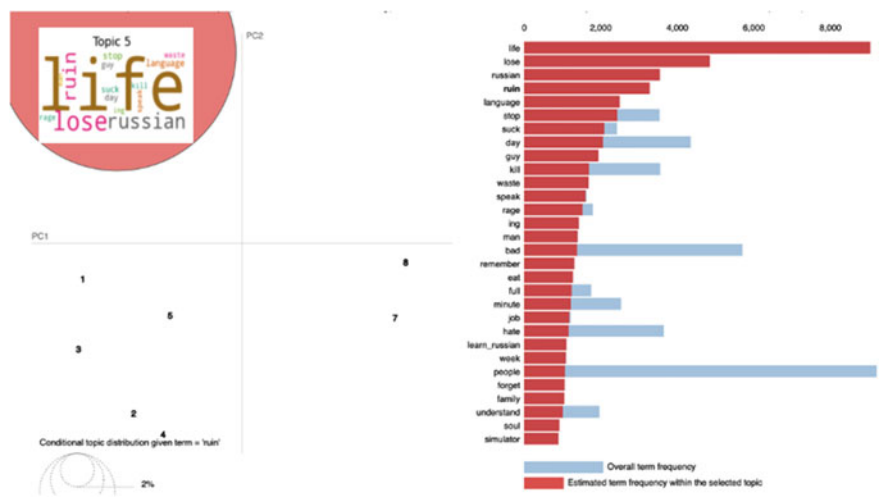 Topic 5
life
lose
russian
ruin
stop
guy
waste
language
suck
day
kill
speak
ing
rage
PC2
PC1
1
5
3
2
4
8
7
Conditional topic distribution given term = 'ruin'
2%
0 2,000 4,000 6,000 8,000
life
lose
russian
ruin
language
stop
suck
day
guy
kill
waste
speak
rage
ing
man
bad
remember
eat
full
minute
job
hate
learn_russian
week
people
forget
family
understand
soul
simulator
Overall term frequency
Estimated term frequency within the selected topic